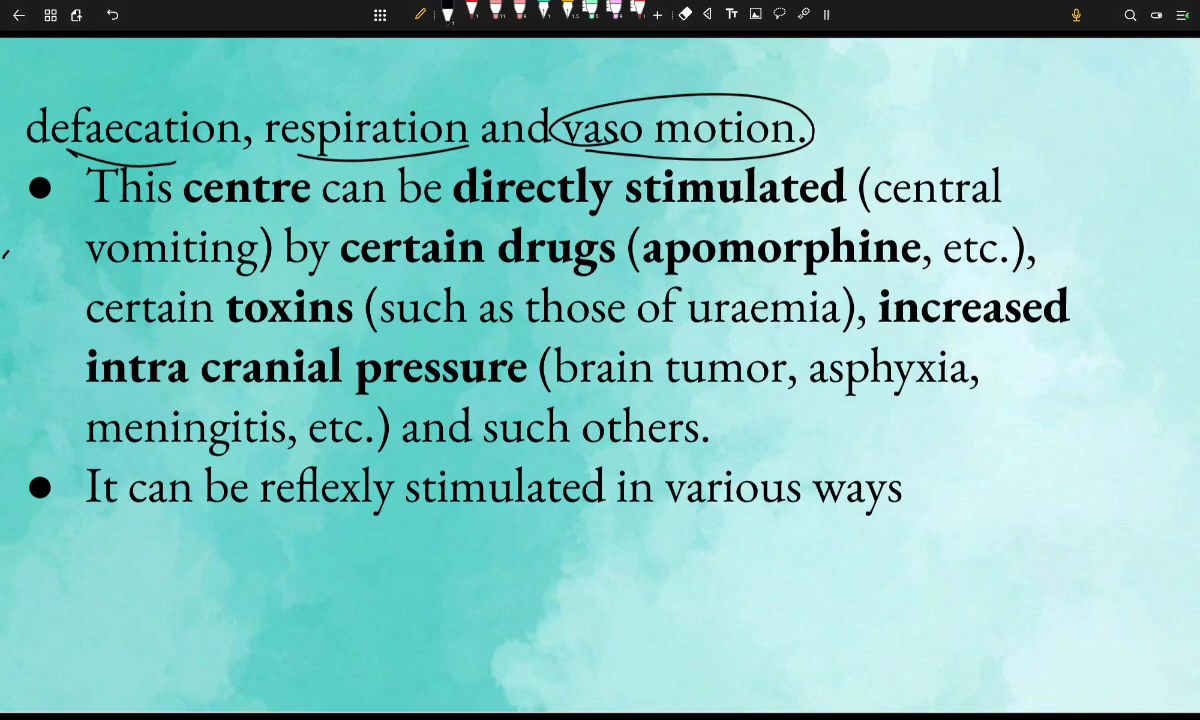 defaecation, respiration and vaso motion.
● This centre can be directly stimulated (central
vomiting) by certain drugs (apomorphine, etc.),
certain toxins (such as those of uraemia), increased
intra cranial pressure (brain tumor, asphyxia,
meningitis, etc.) and such others.
● It can be reflexly stimulated in various ways